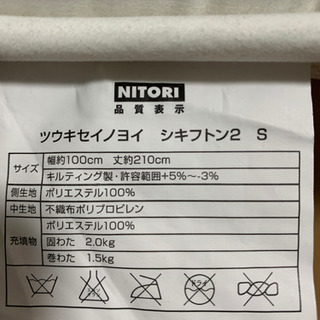 NITORI
品質表示
ツウキセイノヨイ シキフトン2 S
サイズ 幅約100cm 丈約210cm
キルティング製・許容範囲+5%～-3%
側生地 ポリエステル100%
中生地 不織布ポリプロピレン
充填物 ポリエステル100%
固わた 2.0kg
巻わた 1.5kg
ドライ